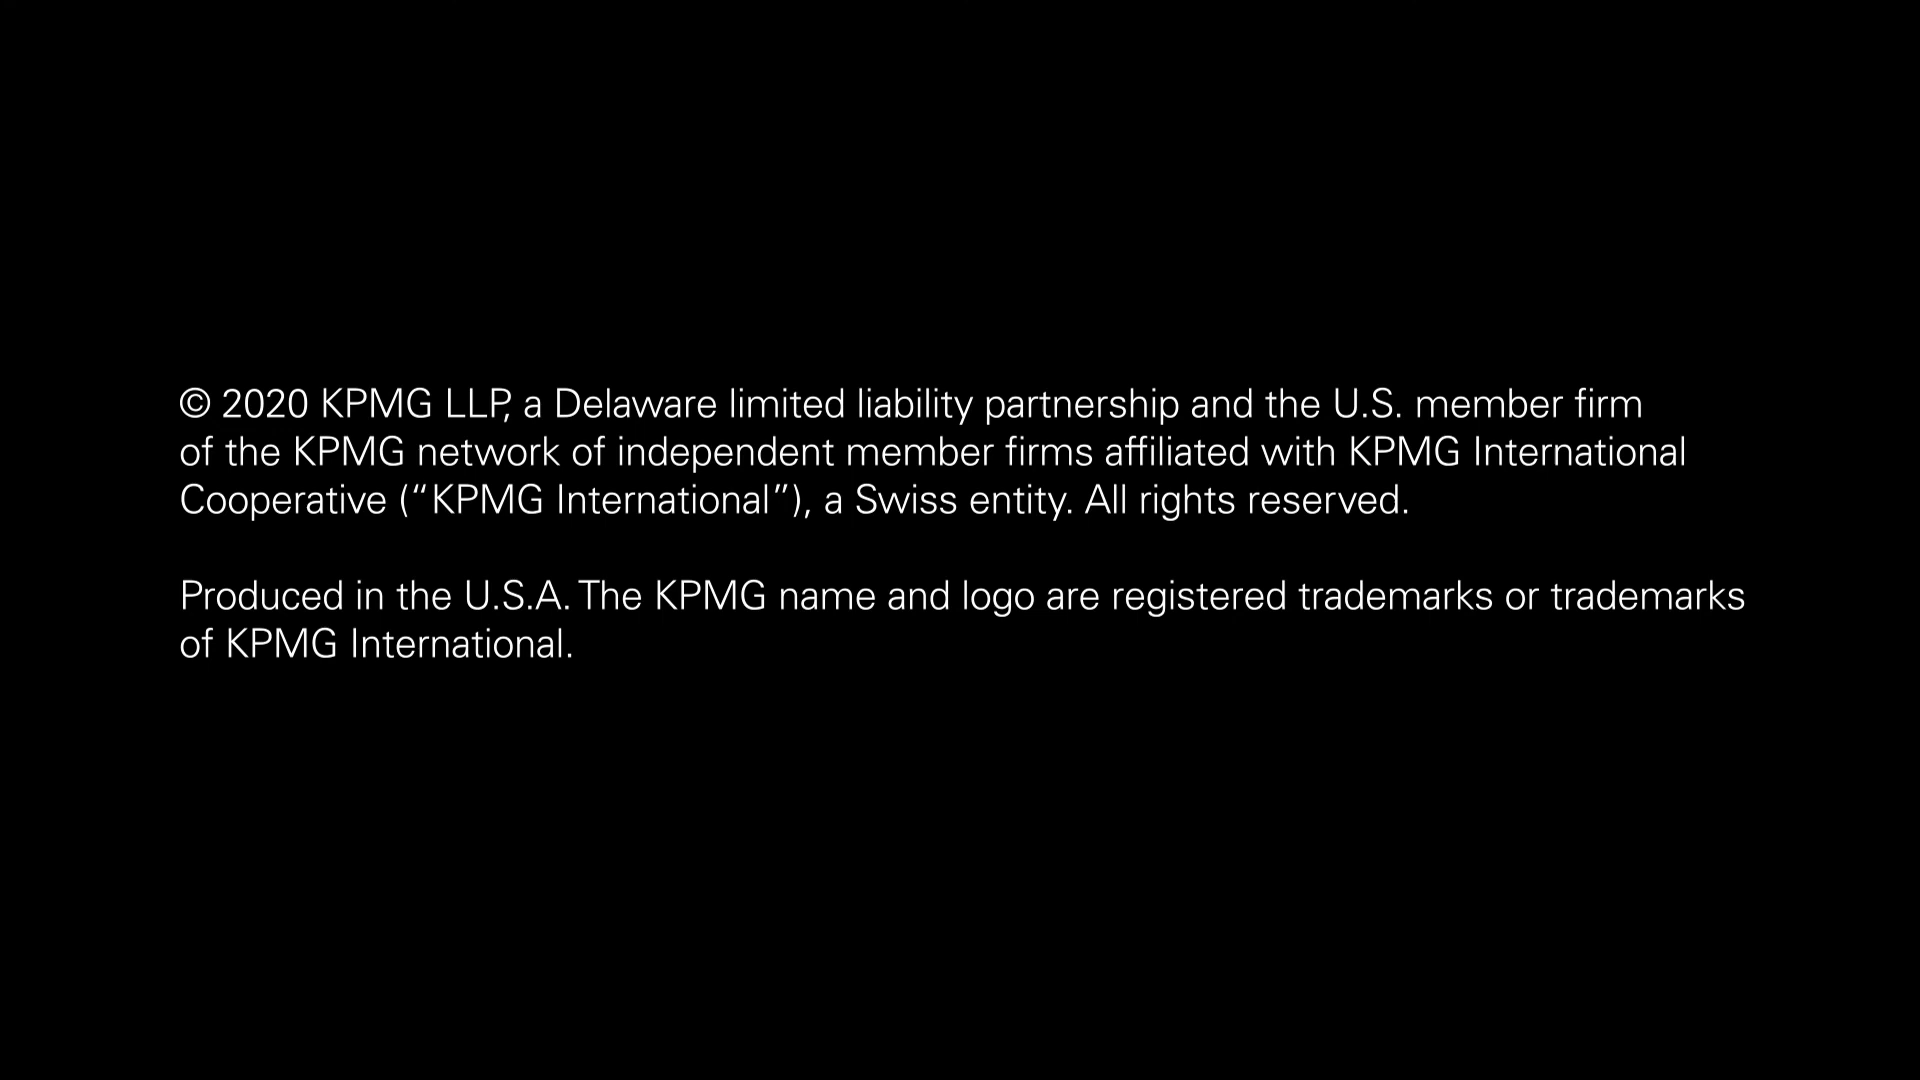 © 2020 KPMG LLP, a Delaware limited liability partnership and the U.S. member firm
of the KPMG network of independent member firms affiliated with KPMG International
Cooperative (“KPMG International”), a Swiss entity. All rights reserved.
Produced in the U.S.A. The KPMG name and logo are registered trademarks or trademarks
of KPMG International.